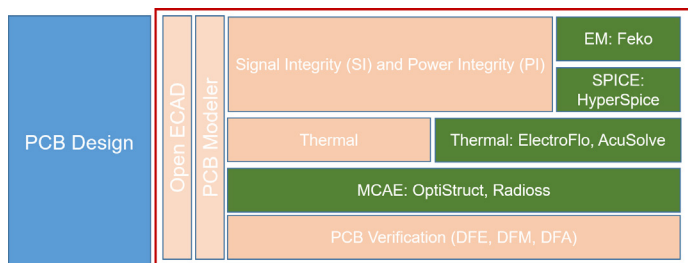 PCB Design
Open ECAD
PCB Modeler
Signal Integrity (SI) and Power Integrity (PI)
EM: Feko
SPICE:
HyperSpice
Thermal
Thermal: ElectroFlo, AcuSolve
MCAE: OptiStruct, Radioss
PCB Verification (DFE, DFM, DFA)